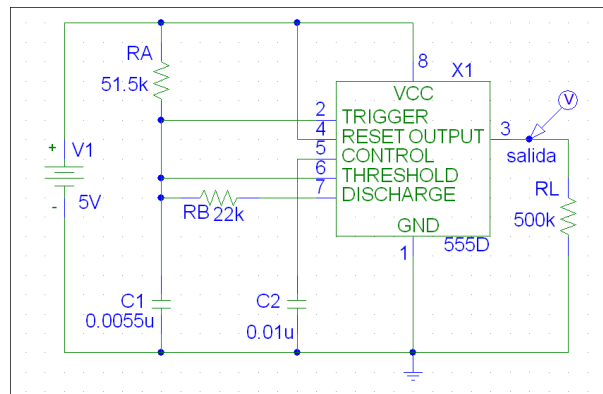 RA
51.5k
8
X1
VCC
2
TRIGGER
4
RESET OUTPUT
3
V
salida
5
CONTROL
6
THRESHOLD
7
DISCHARGE
V1
+
-
5V
RB
22k
RL
500k
GND
555D
1
C1
0.0055u
C2
0.01u